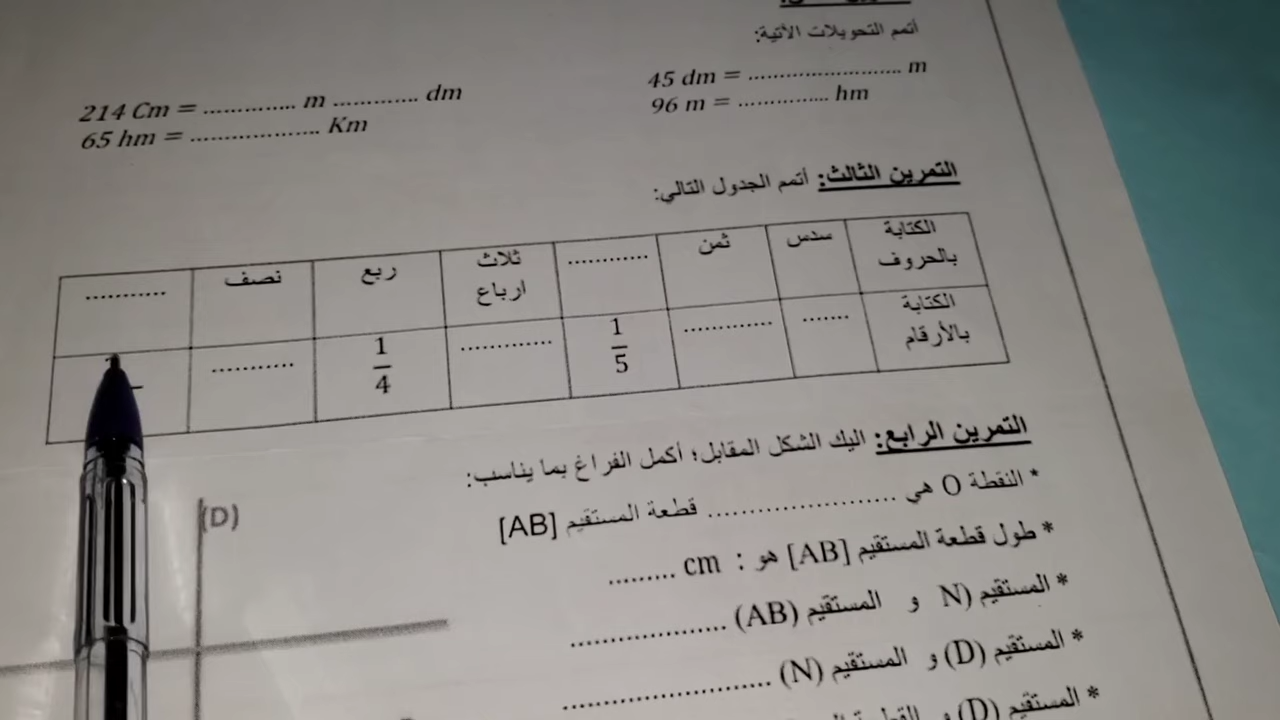 أتمم التحويلات الأتية:
45 dm = ........................ m
214 Cm = ............. m ............ dm
96 m = .............. hm
65 hm = ................... Km
التمرين الثالث: أتمم الجدول التالي:
الكتابة بالحروف سدس ثمن ............ ثلاث ارباع ربع نصف ...........
الكتابة بالأرقام ....... ............. 1/5 ............. 1/4 ...........
التمرين الرابع: اليك الشكل المقابل؛ أكمل الفراغ بما يناسب:
* النقطة O هي ........................ قطعة المستقيم [AB]
(D)
* طول قطعة المستقيم [AB] هو : cm .........
* المستقيم (N و المستقيم (AB) ....................
* المستقيم (D) و المستقيم (N) ...........................
* المستقيم (D) و